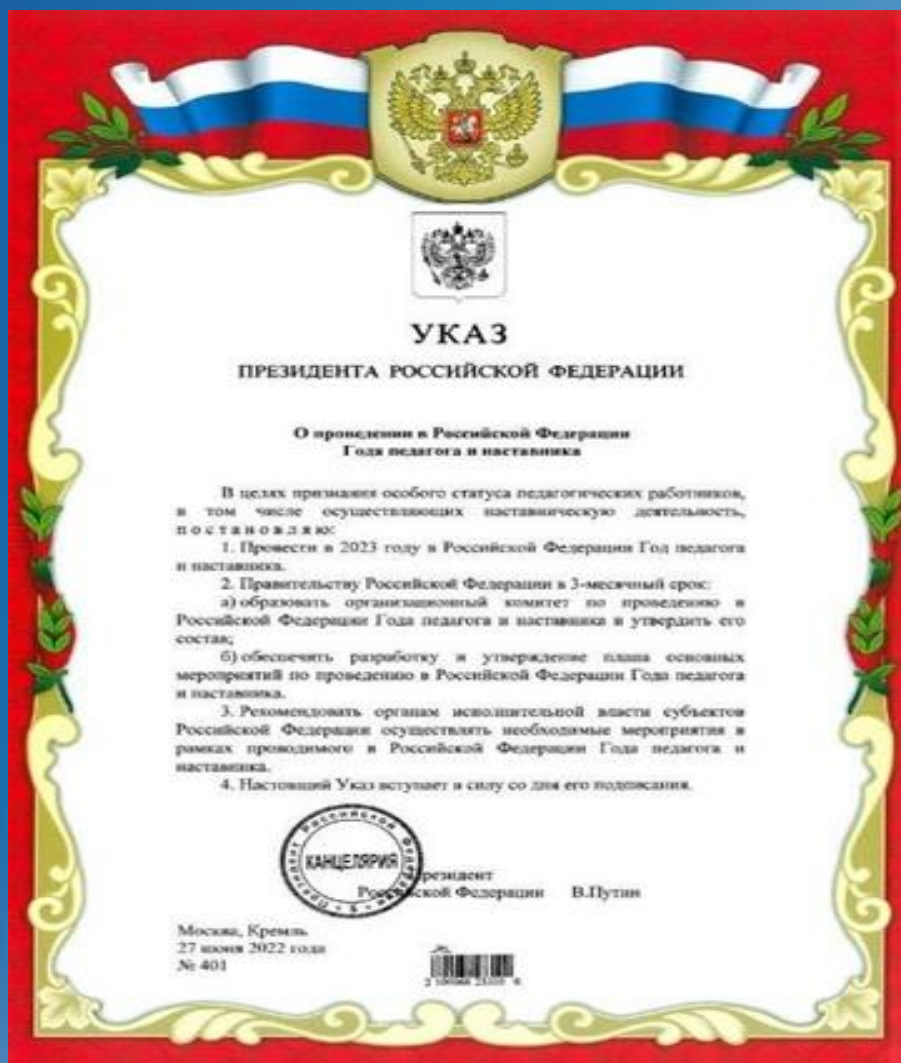 УКАЗ
ПРЕЗИДЕНТА РОССИЙСКОЙ ФЕДЕРАЦИИ
О проведении в Российской Федерации
Года педагога и наставника
В целях признания особого статуса педагогических работников,
в том числе осуществляющих наставническую деятельность,
п о с т а н о в л я ю:
1. Провести в 2023 году в Российской Федерации Год педагога
и наставника.
2. Правительству Российской Федерации в 3-месячный срок:
а) образовать организационный комитет по проведению в
Российской Федерации Года педагога и наставника и утвердить его
состав;
б) обеспечить разработку и утверждение плана основных
мероприятий по проведению в Российской Федерации Года педагога
и наставника.
3. Рекомендовать органам исполнительной власти субъектов
Российской Федерации осуществлять необходимые мероприятия в
рамках проводимого в Российской Федерации Года педагога и
наставника.
4. Настоящий Указ вступает в силу со дня его подписания.
Президент Российской Федерации
КАНЦЕЛЯРИЯ
Президент
Российской Федерации В.Путин
Москва, Кремль
27 июня 2022 года
№ 401